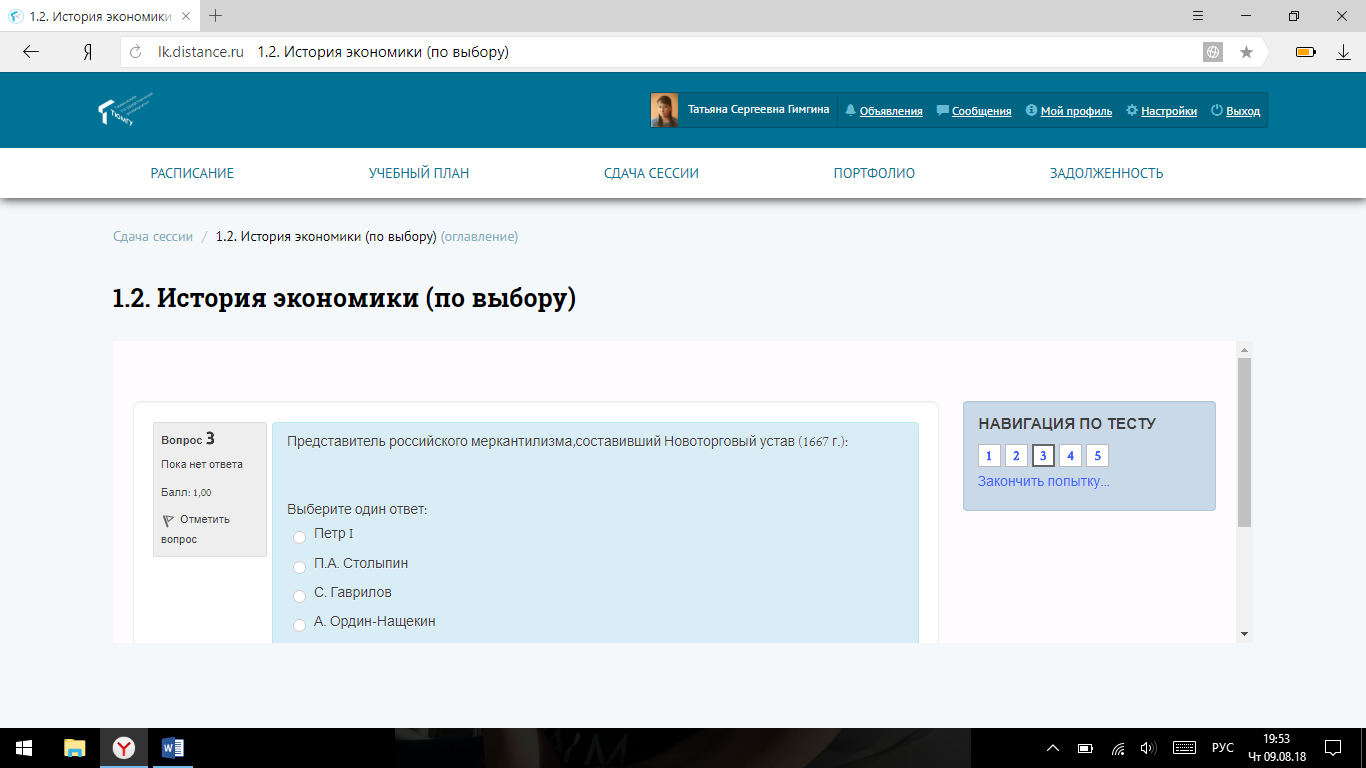 1.2. История экономики
lk.distance.ru 1.2. История экономики (по выбору)
Татьяна Сергеевна Гимгина Объявления Сообщения Мой профиль Настройки Выход
РАСПИСАНИЕ УЧЕБНЫЙ ПЛАН СДАЧА СЕССИИ ПОРТФОЛИО ЗАДОЛЖЕННОСТЬ
Сдача сессии / 1.2. История экономики (по выбору) (оглавление)
1.2. История экономики (по выбору)
Вопрос 3
Пока нет ответа
Балл: 1,00
Отметить
вопрос
Представитель российского меркантилизма,составивший Новоторговый устав (1667 г.):
Выберите один ответ:
Петр I
П.А. Столыпин
С. Гаврилов
А. Ордин-Нащекин
НАВИГАЦИЯ ПО ТЕСТУ
1 2 3 4 5
Закончить попытку...
РУС
19:53
Чт 09.08.18